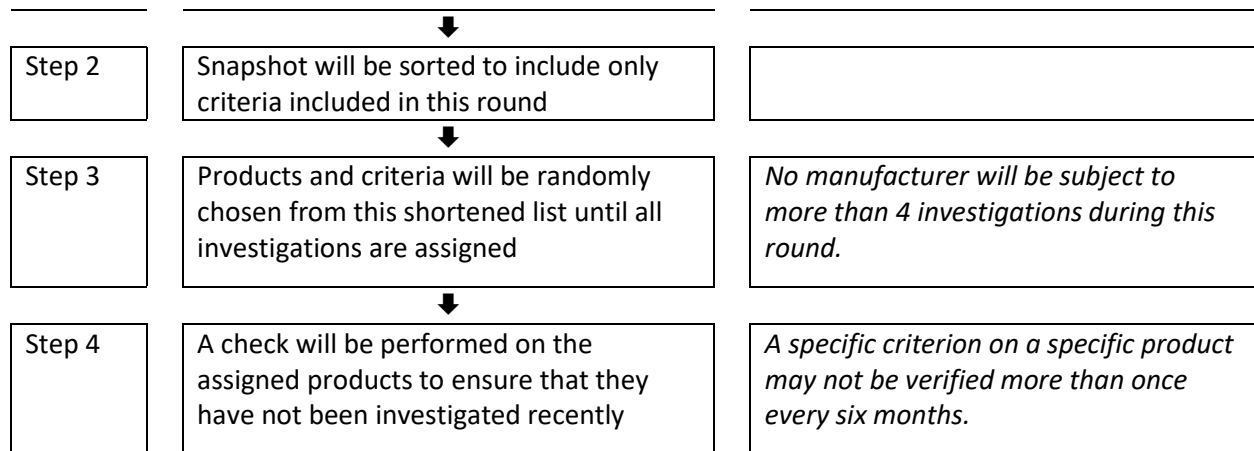 Step 2
Snapshot will be sorted to include only
criteria included in this round
Step 3
Products and criteria will be randomly
chosen from this shortened list until all
investigations are assigned
No manufacturer will be subject to
more than 4 investigations during this
round.
Step 4
A check will be performed on the
assigned products to ensure that they
have not been investigated recently
A specific criterion on a specific product
may not be verified more than once
every six months.